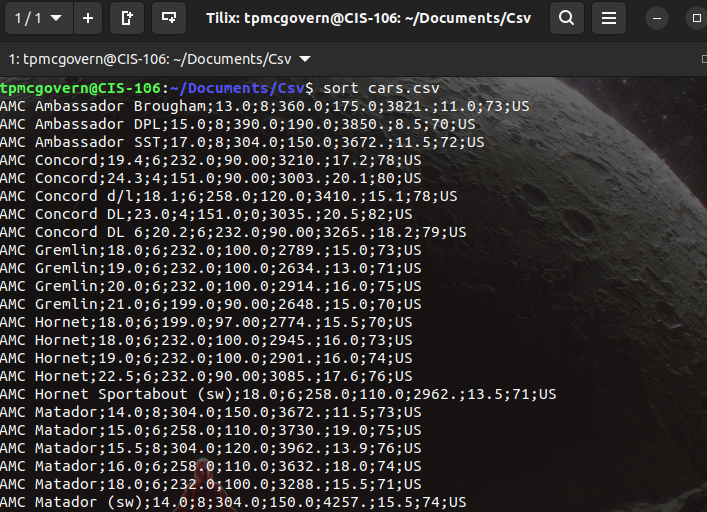 1 / 1
Tilix: tpmcgovern@CIS-106: ~/Documents/Csv
1: tpmcgovern@CIS-106: ~/Documents/Csv
tpmcgovern@CIS-106:~/Documents/Csv$ sort cars.csv
AMC Ambassador Brougham;13.0;8;360.0;175.0;3821.;11.0;73;US
AMC Ambassador DPL;15.0;8;390.0;190.0;3850.;8.5;70;US
AMC Ambassador SST;17.0;8;304.0;150.0;3672.;11.5;72;US
AMC Concord;19.4;6;232.0;90.00;3210.;17.2;78;US
AMC Concord;24.3;4;151.0;90.00;3003.;20.1;80;US
AMC Concord d/l;18.1;6;258.0;120.0;3410.;15.1;78;US
AMC Concord DL;23.0;4;151.0;0;3035.;20.5;82;US
AMC Concord DL 6;20.2;6;232.0;90.00;3265.;18.2;79;US
AMC Gremlin;18.0;6;232.0;100.0;2789.;15.0;73;US
AMC Gremlin;19.0;6;232.0;100.0;2634.;13.0;71;US
AMC Gremlin;20.0;6;232.0;100.0;2914.;16.0;75;US
AMC Gremlin;21.0;6;199.0;90.00;2648.;15.0;70;US
AMC Hornet;18.0;6;199.0;97.00;2774.;15.5;70;US
AMC Hornet;18.0;6;232.0;100.0;2945.;16.0;73;US
AMC Hornet;19.0;6;232.0;100.0;2901.;16.0;74;US
AMC Hornet;22.5;6;232.0;90.00;3085.;17.6;76;US
AMC Hornet Sportabout (sw);18.0;6;258.0;110.0;2962.;13.5;71;US
AMC Matador;14.0;8;304.0;150.0;3672.;11.5;73;US
AMC Matador;15.0;6;258.0;110.0;3730.;19.0;75;US
AMC Matador;15.5;8;304.0;120.0;3962.;13.9;76;US
AMC Matador;16.0;6;258.0;110.0;3632.;18.0;74;US
AMC Matador;18.0;6;232.0;100.0;3288.;15.5;71;US
AMC Matador (sw);14.0;8;304.0;150.0;4257.;15.5;74;US